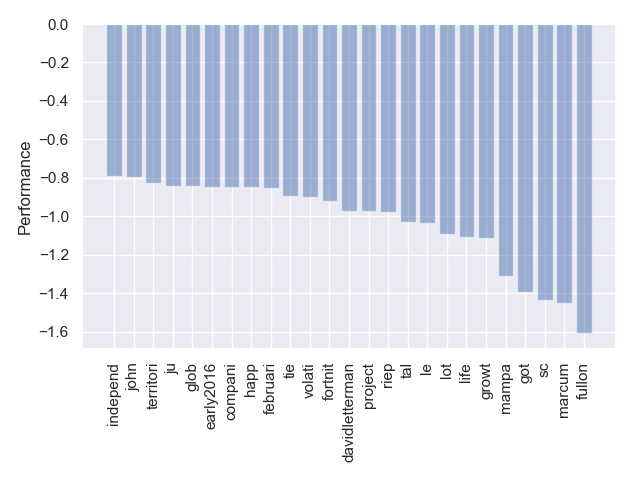 0.0
−0.2
−0.4
−0.6
−0.8
−1.0
−1.2
−1.4
−1.6
Performance
independ
john
territori
ju
glob
early2016
compani
happ
februari
tie
volati
fortnit
davidletterman
project
riep
tal
le
lot
life
growt
mampa
got
sc
marcum
fullon